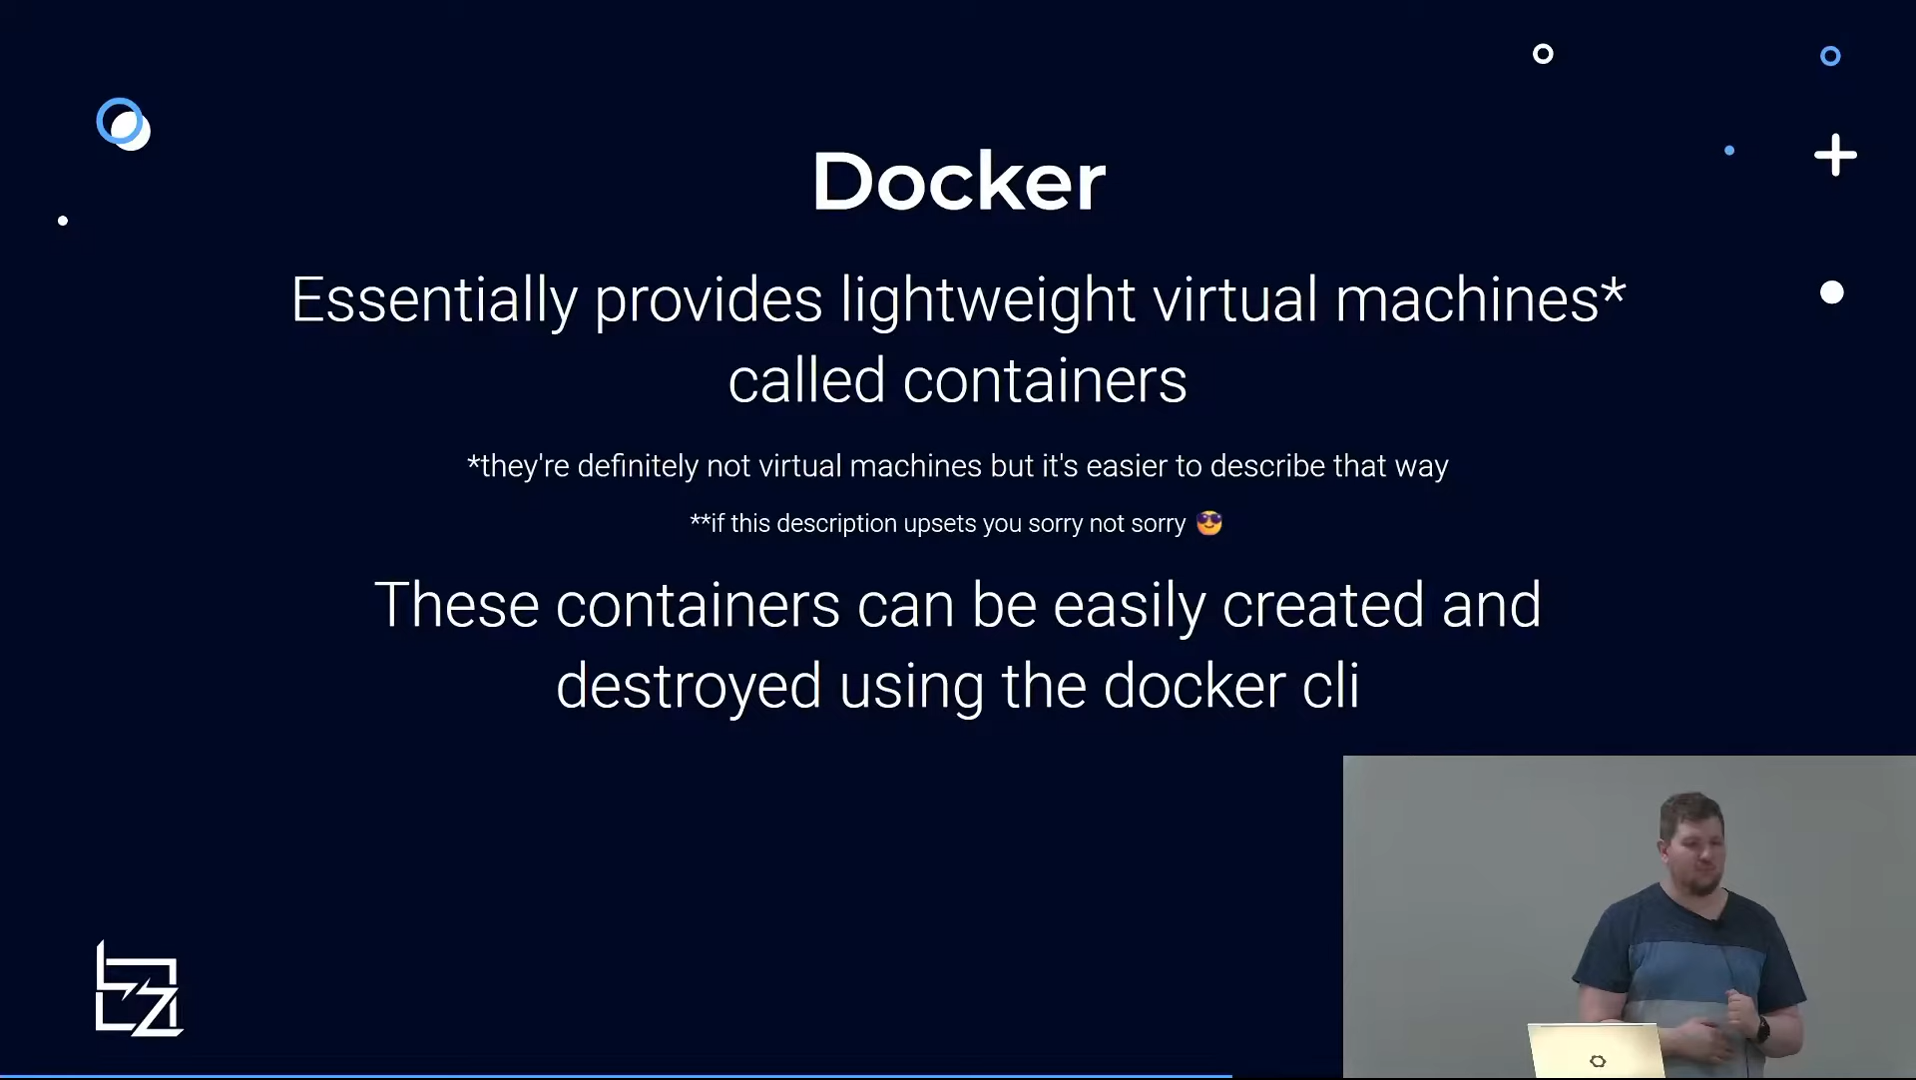 Docker
Essentially provides lightweight virtual machines*
called containers
*they're definitely not virtual machines but it's easier to describe that way
**if this description upsets you sorry not sorry 😎
These containers can be easily created and
destroyed using the docker cli